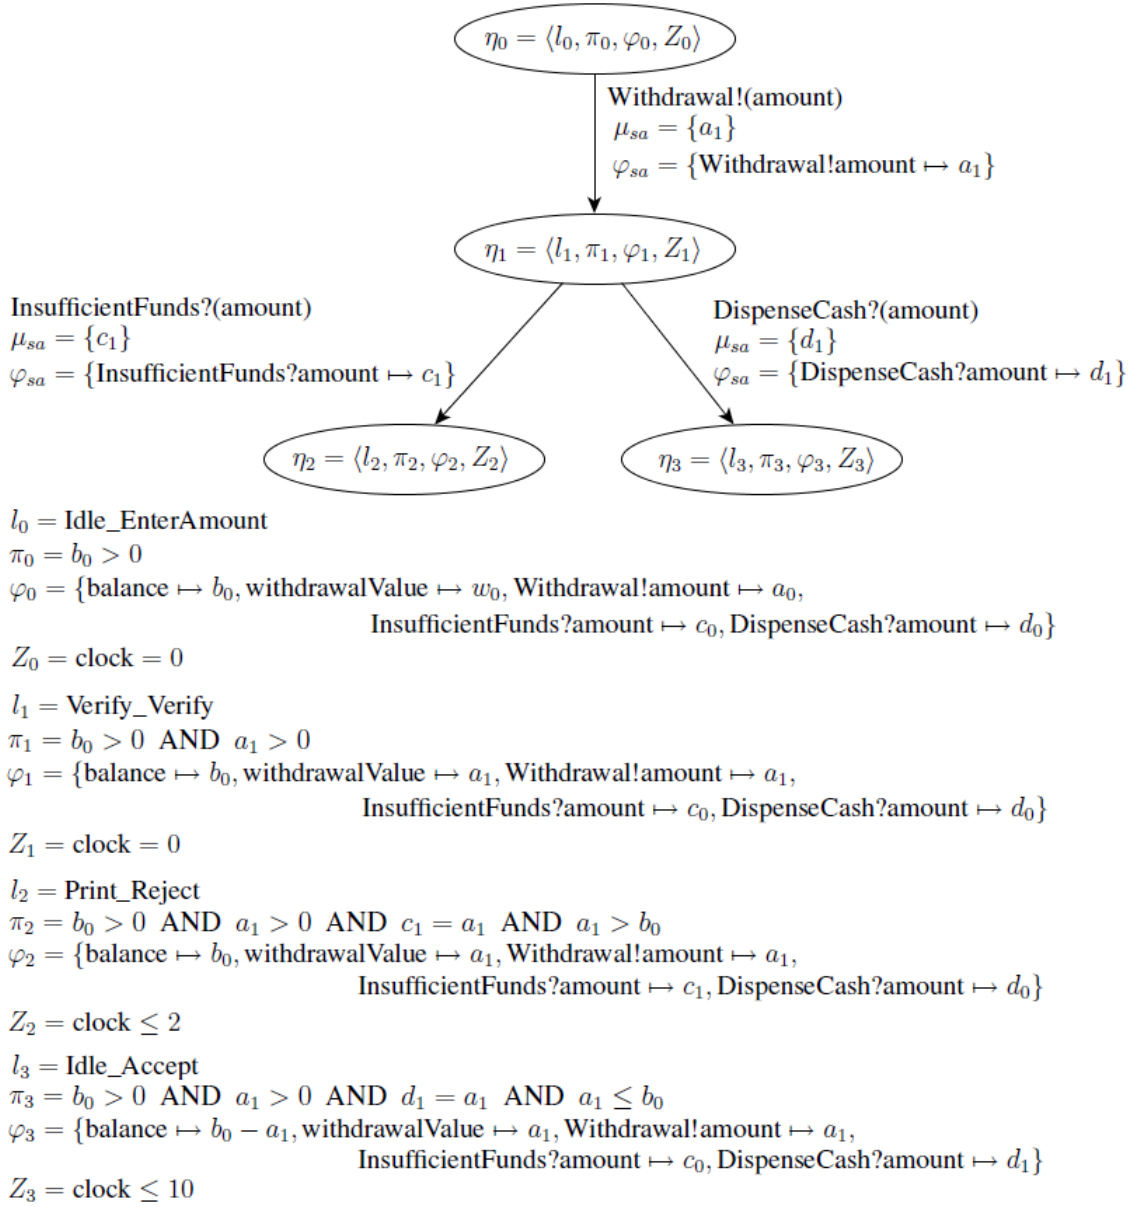 η₀ = ⟨l₀, π₀, φ₀, Z₀⟩
Withdrawal!(amount)
μₛₐ = {a₁}
φₛₐ = {Withdrawal!amount ↦ a₁}
η₁ = ⟨l₁, π₁, φ₁, Z₁⟩
InsufficientFunds?(amount)
μₛₐ = {c₁}
φₛₐ = {InsufficientFunds?amount ↦ c₁}
DispenseCash?(amount)
μₛₐ = {d₁}
φₛₐ = {DispenseCash?amount ↦ d₁}
η₂ = ⟨l₂, π₂, φ₂, Z₂⟩
η₃ = ⟨l₃, π₃, φ₃, Z₃⟩
l₀ = Idle_EnterAmount
π₀ = b₀ > 0
φ₀ = {balance ↦ b₀, withdrawalValue ↦ w₀, Withdrawal!amount ↦ a₀,
InsufficientFunds?amount ↦ c₀, DispenseCash?amount ↦ d₀}
Z₀ = clock = 0
l₁ = Verify_Verify
π₁ = b₀ > 0 AND a₁ > 0
φ₁ = {balance ↦ b₀, withdrawalValue ↦ a₁, Withdrawal!amount ↦ a₁,
InsufficientFunds?amount ↦ c₀, DispenseCash?amount ↦ d₀}
Z₁ = clock = 0
l₂ = Print_Reject
π₂ = b₀ > 0 AND a₁ > 0 AND c₁ = a₁ AND a₁ > b₀
φ₂ = {balance ↦ b₀, withdrawalValue ↦ a₁, Withdrawal!amount ↦ a₁,
InsufficientFunds?amount ↦ c₁, DispenseCash?amount ↦ d₀}
Z₂ = clock ≤ 2
l₃ = Idle_Accept
π₃ = b₀ > 0 AND a₁ > 0 AND d₁ = a₁ AND a₁ ≤ b₀
φ₃ = {balance ↦ b₀ − a₁, withdrawalValue ↦ a₁, Withdrawal!amount ↦ a₁,
InsufficientFunds?amount ↦ c₀, DispenseCash?amount ↦ d₁}
Z₃ = clock ≤ 10